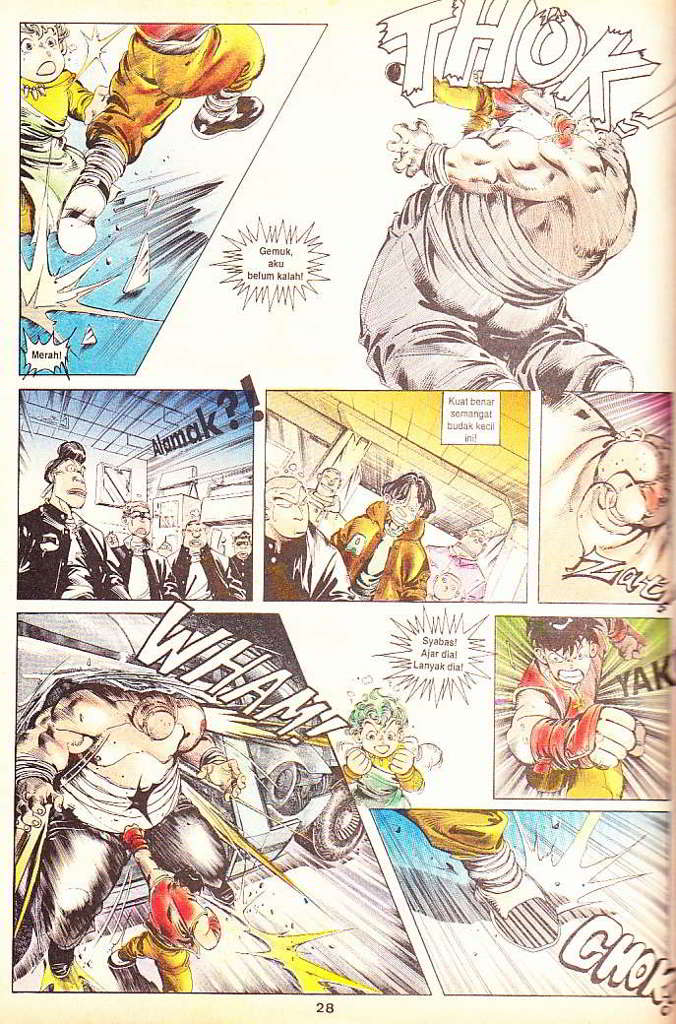 THOK!
Gemuk,
aku
belum kalah!
Merah!
Alamak?!
Kuat benar
semangat
budak kecil
ini!
Zat
WHAM!
Syabas!
Ajar dia!
Lanyak dia!
YAK
CHOK!
28